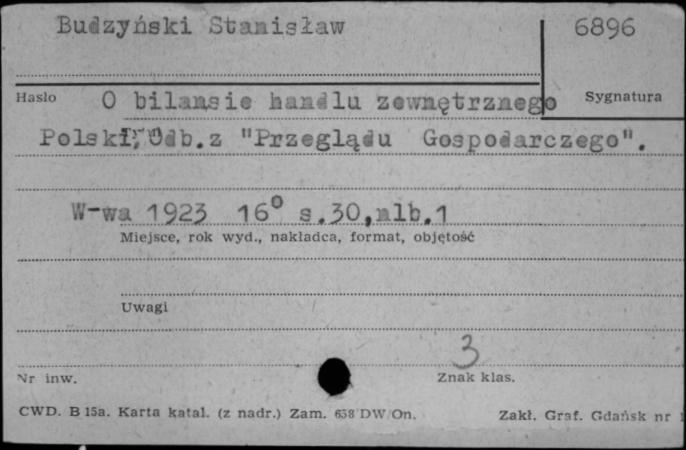 Budzyński Stanisław 6896
Hasło O bilansie handlu zewnętrznego Sygnatura
Polski, Odb.z "Przeglądu Gospodarczego".
W-wa 1923 16° s.30,nlb.1
Miejsce, rok wyd., nakładca, format, objętość
Uwagi
3
Nr inw. Znak klas.
CWD. B 15a. Karta katal. (z nadr.) Zam. 658 DW/On. Zakł. Graf. Gdańsk nr